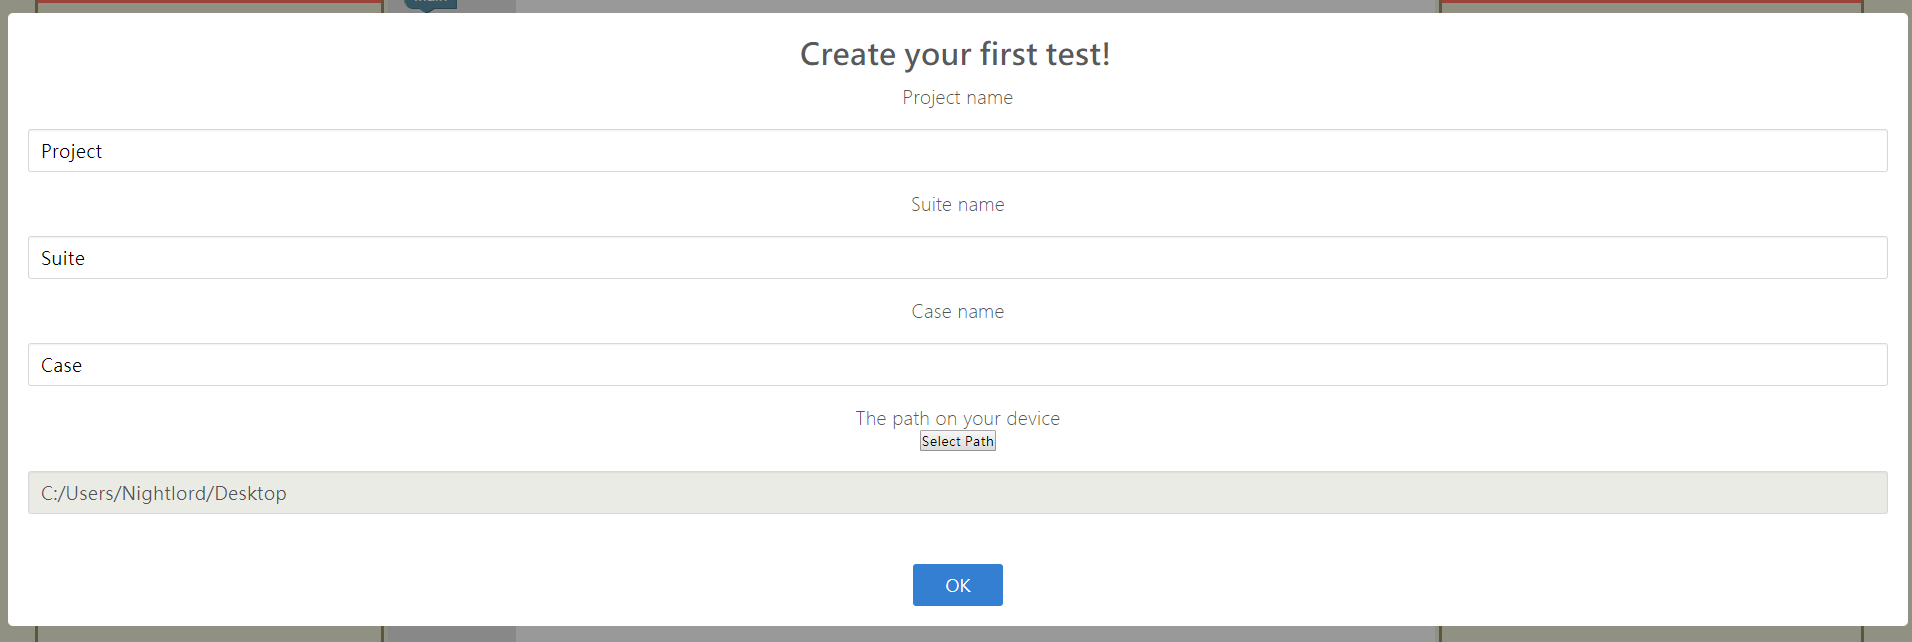 Create your first test!
Project name
Project
Suite name
Suite
Case name
Case
The path on your device
Select Path
C:/Users/Nightlord/Desktop
OK